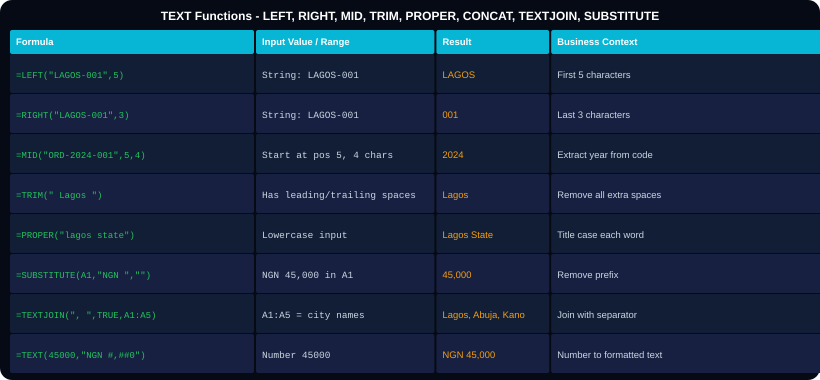 TEXT Functions - LEFT, RIGHT, MID, TRIM, PROPER, CONCAT, TEXTJOIN, SUBSTITUTE
Formula Input Value / Range Result Business Context
=LEFT("LAGOS-001",5) String: LAGOS-001 LAGOS First 5 characters
=RIGHT("LAGOS-001",3) String: LAGOS-001 001 Last 3 characters
=MID("ORD-2024-001",5,4) Start at pos 5, 4 chars 2024 Extract year from code
=TRIM(" Lagos ") Has leading/trailing spaces Lagos Remove all extra spaces
=PROPER("lagos state") Lowercase input Lagos State Title case each word
=SUBSTITUTE(A1,"NGN ","") NGN 45,000 in A1 45,000 Remove prefix
=TEXTJOIN(", ",TRUE,A1:A5) A1:A5 = city names Lagos, Abuja, Kano Join with separator
=TEXT(45000,"NGN #,##0") Number 45000 NGN 45,000 Number to formatted text